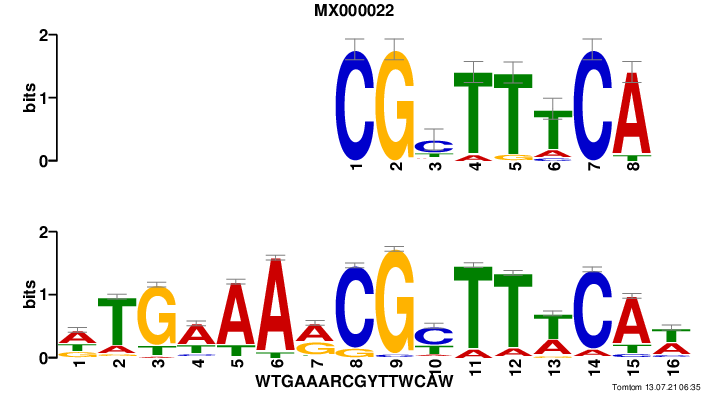 MX000022
2
bits
1
0
C G C T T T C A
T A G A T
1 2 3 4 5 6 7 8
2
bits
1
0
A T G A A A A C G C T T T C A T
1 2 3 4 5 6 7 8 9 10 11 12 13 14 15 16
WTGAAARCGYTTWCAW
Tomtom 13.07.21 06:35